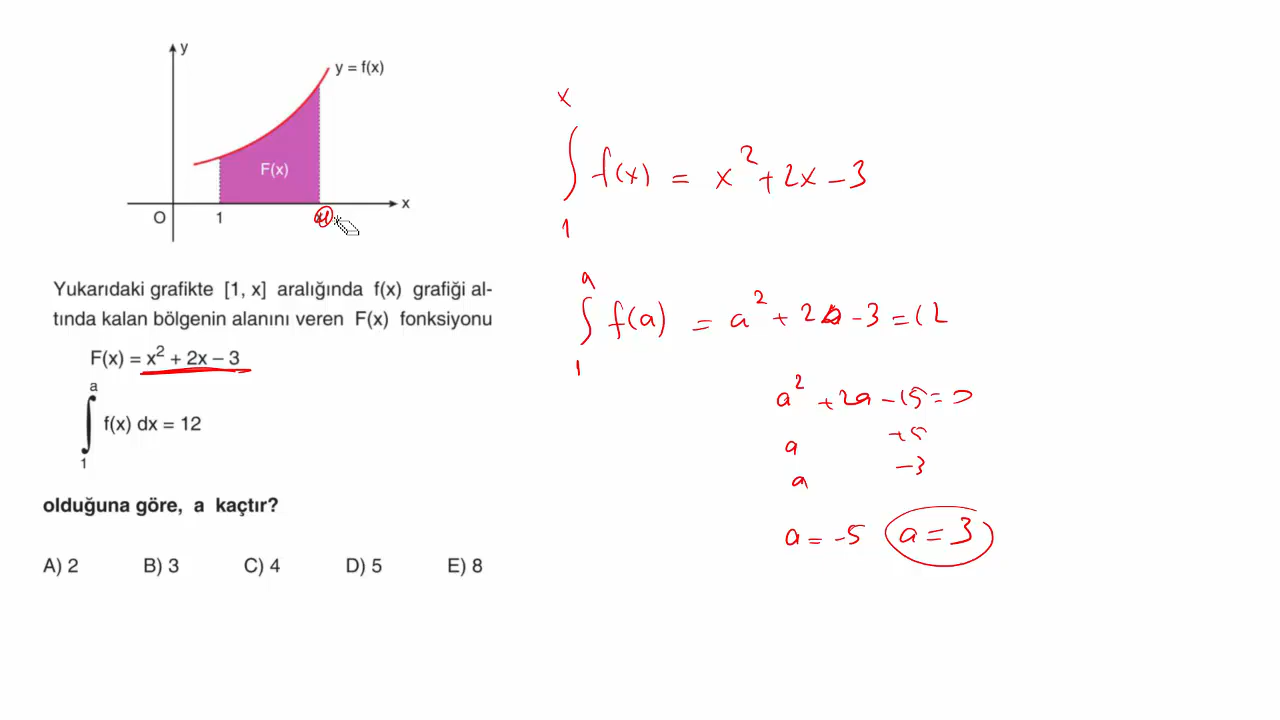 y
y = f(x)
F(x)
x
O
1
Yukarıdaki grafikte [1, x] aralığında f(x) grafiği al-
tında kalan bölgenin alanını veren F(x) fonksiyonu
F(x) = x² + 2x – 3
a
∫ f(x) dx = 12
1
olduğuna göre, a kaçtır?
A) 2 B) 3 C) 4 D) 5 E) 8
x
∫ f(x) = x² + 2x – 3
1
a
∫ f(a) = a² + 2a – 3 = 12
1
a² + 2a – 15 = 0
a +5
a –3
a = -5 a = 3